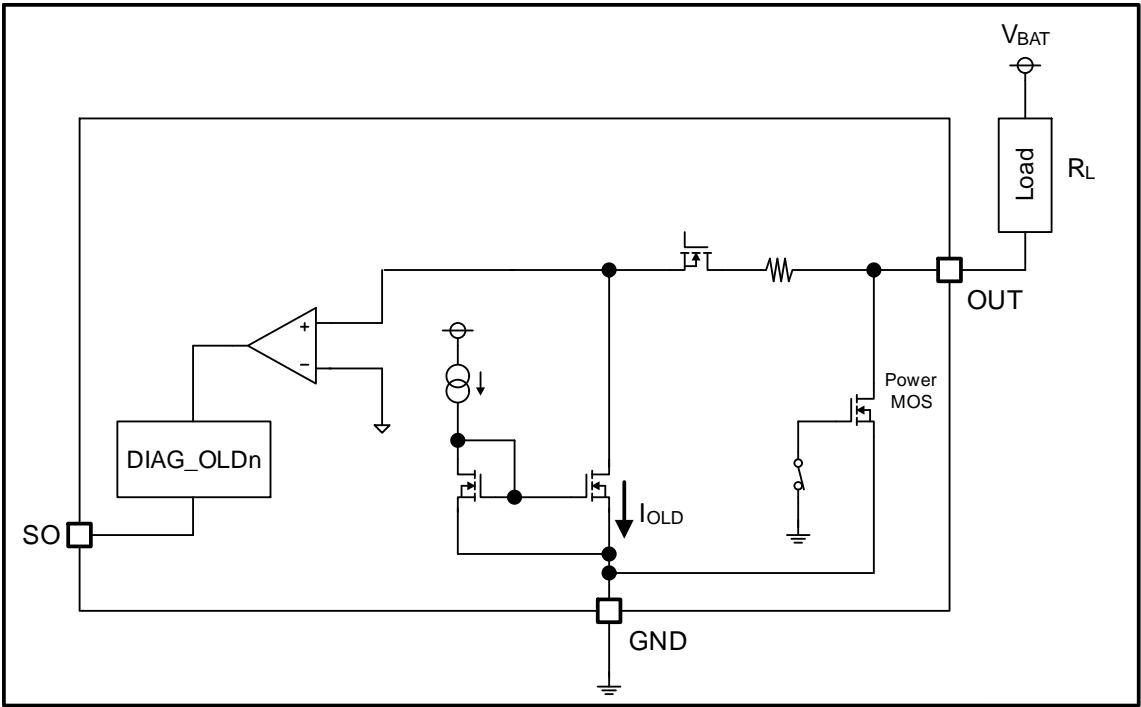 VBAT
Load
RL
OUT
+
−
Power
MOS
DIAG_OLDn
IOLD
SO
GND